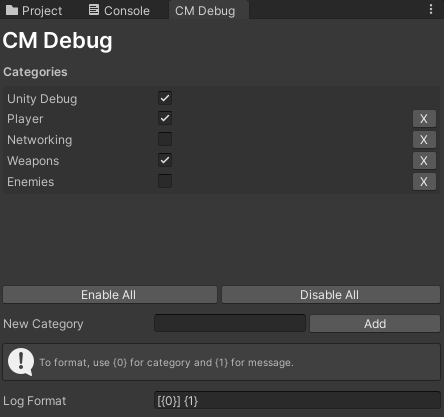 Project Console CM Debug
CM Debug
Categories
Unity Debug
Player X
Networking X
Weapons X
Enemies X
Enable All Disable All
New Category Add
To format, use {0} for category and {1} for message.
Log Format [{0}] {1}